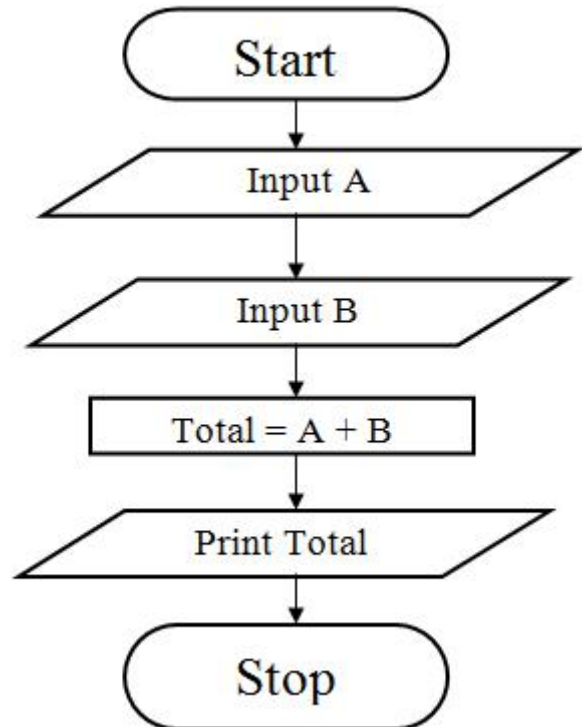 Start
Input A
Input B
Total = A + B
Print Total
Stop